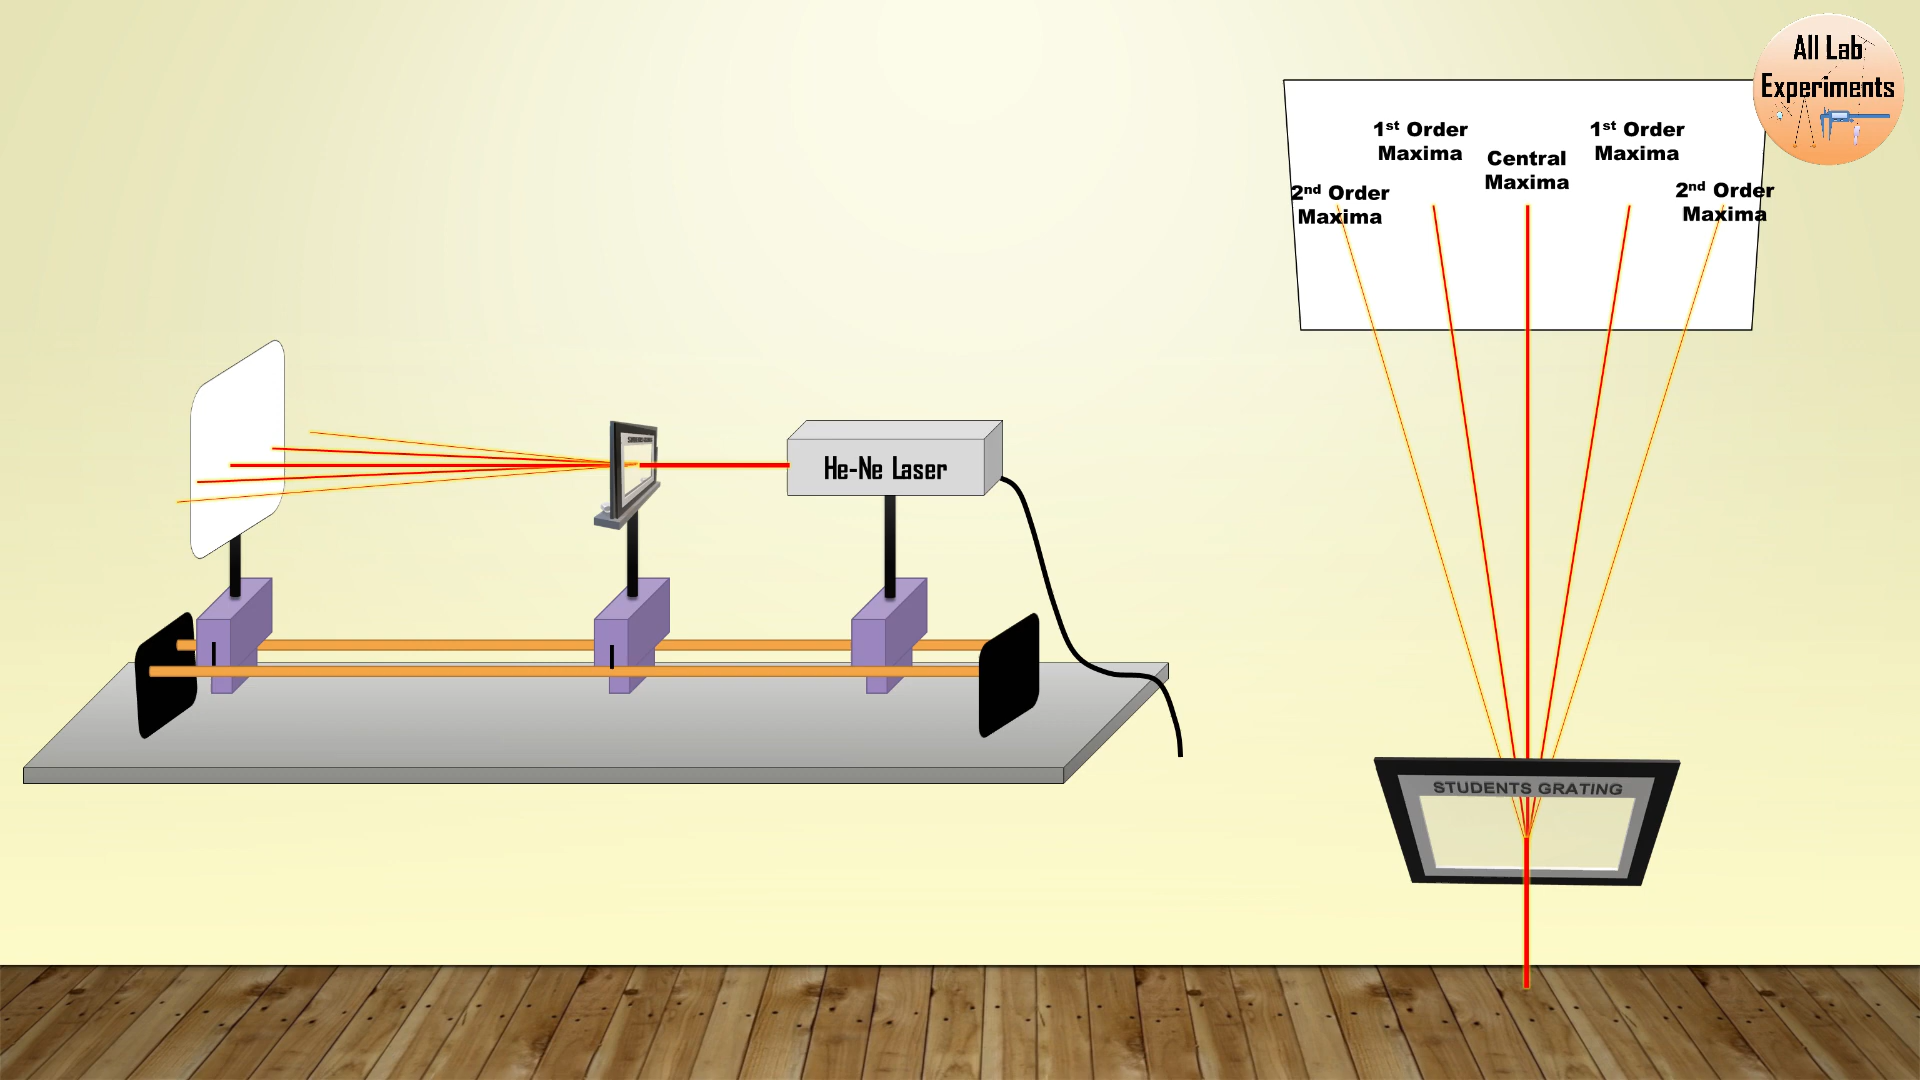 All Lab
Experiments
1st Order
Maxima
Central
Maxima
1st Order
Maxima
2nd Order
Maxima
2nd Order
Maxima
He-Ne Laser
STUDENTS GRATING